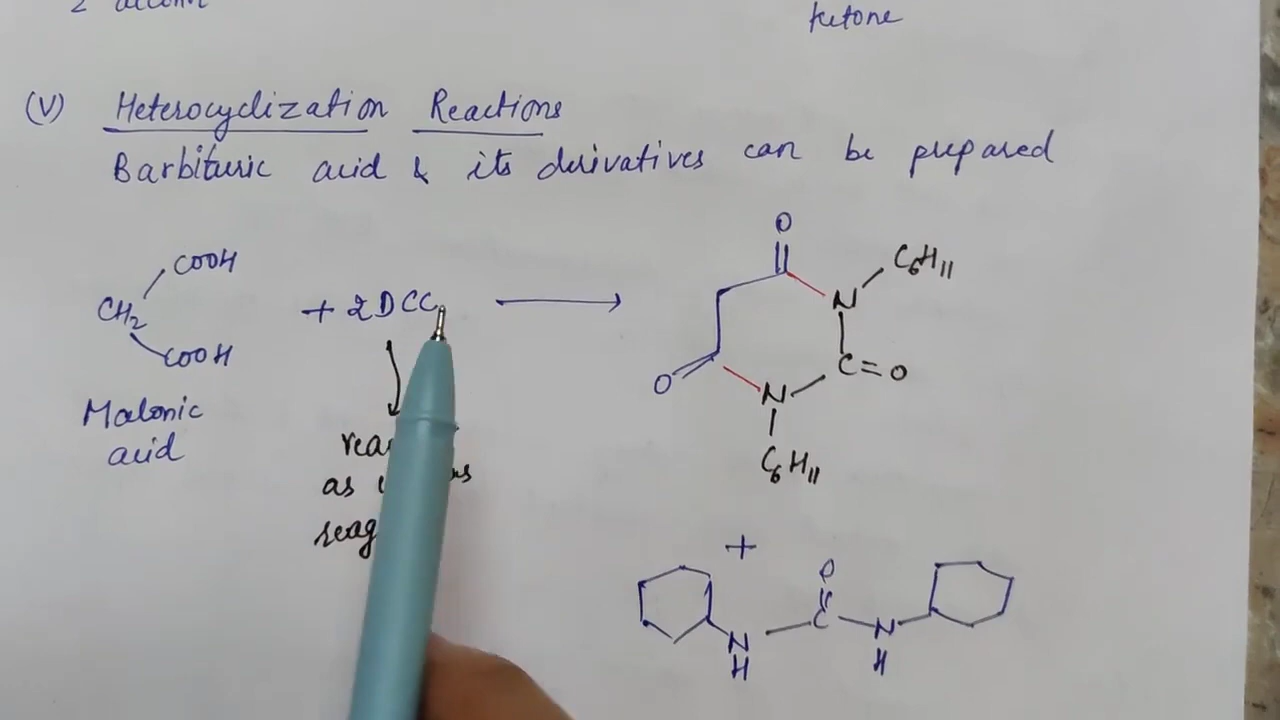 ketone
(V) Heterocyclization Reactions
Barbituric acid & its derivatives can be prepared
O
COOH
C6H11
CH2
+ 2DCC
N
COOH
C=O
O
N
Malonic
acid
C6H11
as
+
O
C
N
H
N
H